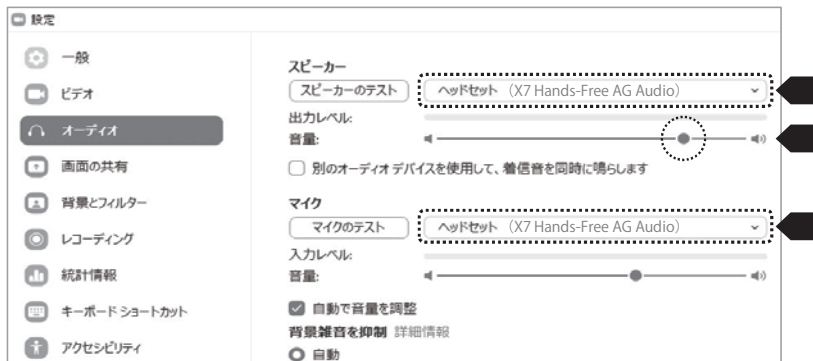 設定
一般
ビデオ
オーディオ
画面の共有
背景とフィルター
レコーディング
統計情報
キーボード ショートカット
アクセシビリティ
スピーカー
スピーカーのテスト ヘッドセット（X7 Hands-Free AG Audio）
出力レベル:
音量:
別のオーディオ デバイスを使用して、着信音を同時に鳴らします
マイク
マイクのテスト ヘッドセット（X7 Hands-Free AG Audio）
入力レベル:
音量:
自動で音量を調整
背景雑音を抑制 詳細情報
自動